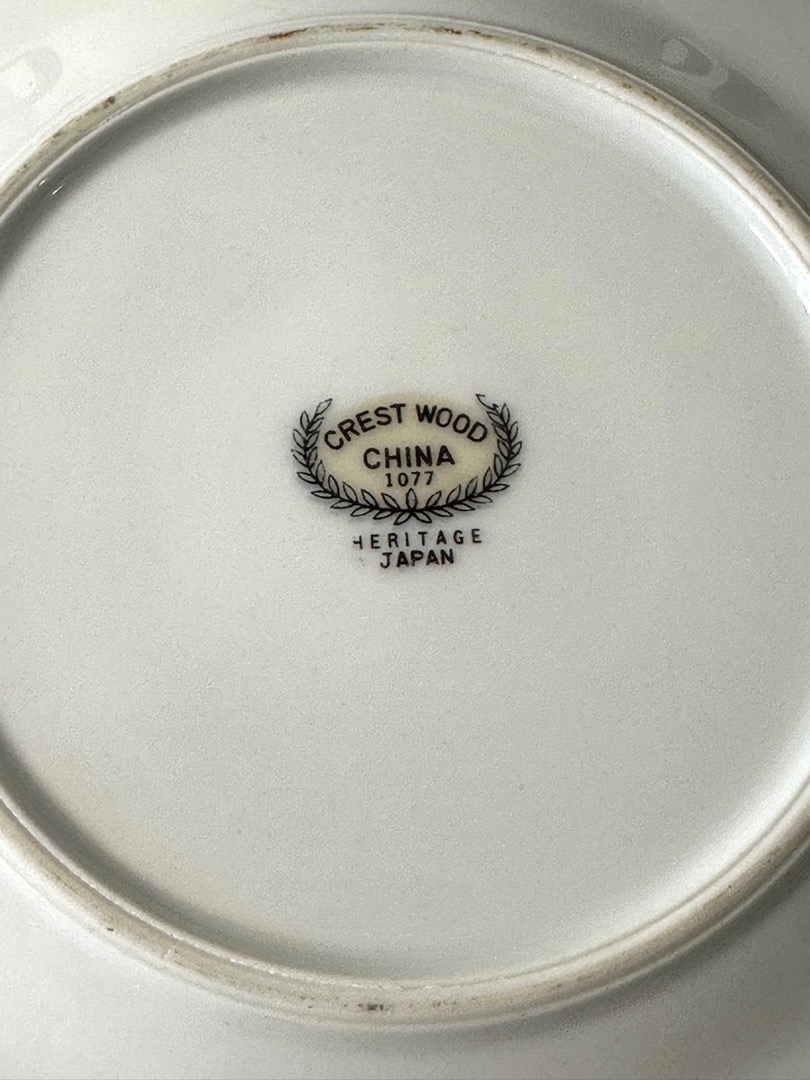 CREST WOOD
CHINA
1077
HERITAGE
JAPAN